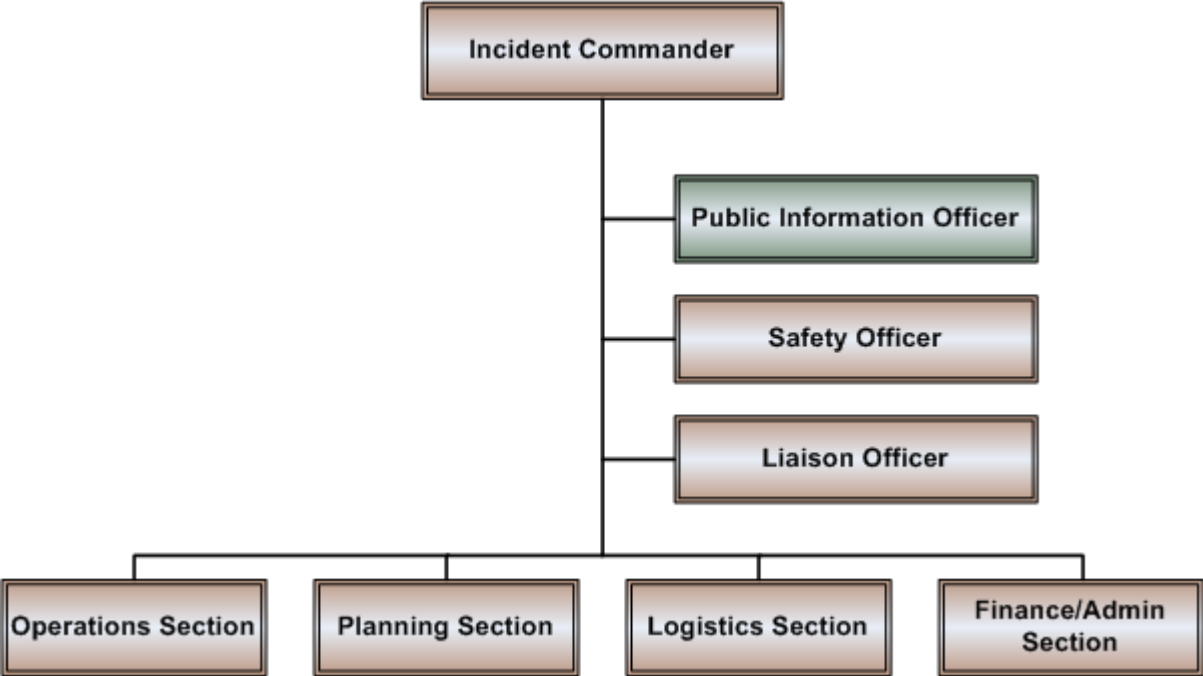 Incident Commander
Public Information Officer
Safety Officer
Liaison Officer
Operations Section
Planning Section
Logistics Section
Finance/Admin
Section